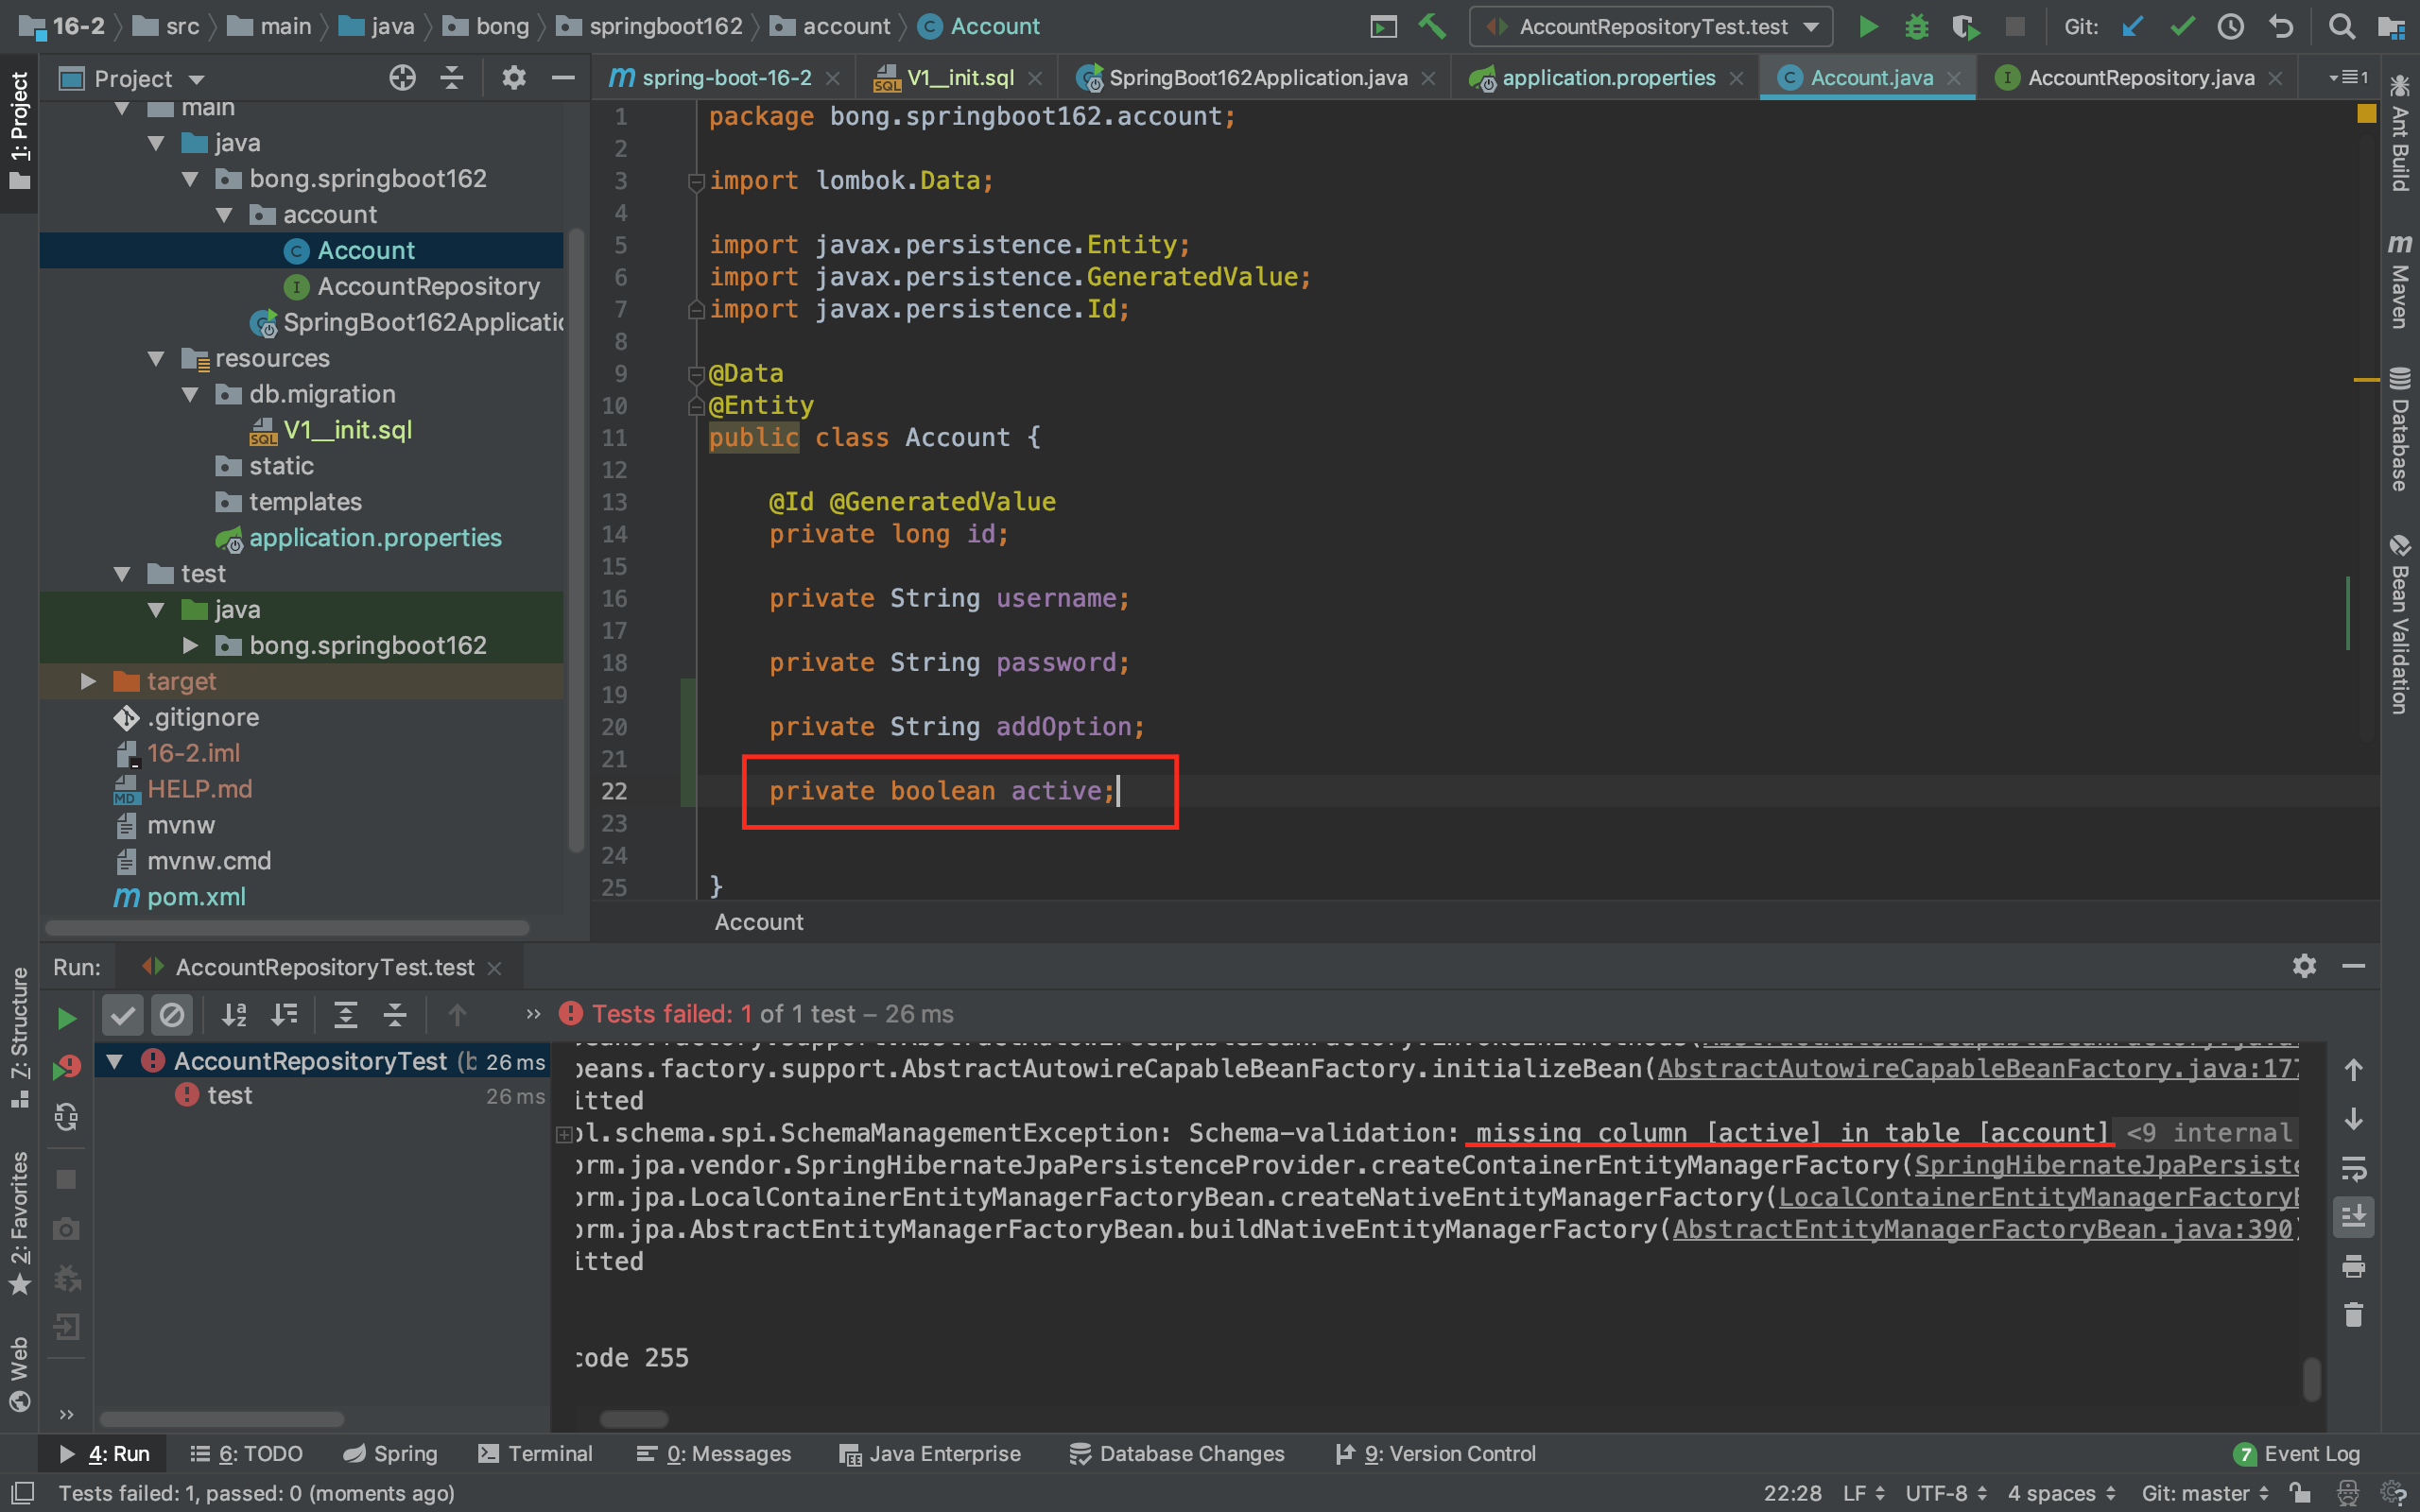 16-2 src main java bong springboot162 account Account AccountRepositoryTest.test Git:
Project
spring-boot-16-2 V1__init.sql SpringBoot162Application.java application.properties Account.java AccountRepository.java 1
1: Project
main
java
bong.springboot162
account
Account
AccountRepository
SpringBoot162Applicatio
resources
db.migration
V1__init.sql
static
templates
application.properties
test
java
bong.springboot162
target
.gitignore
16-2.iml
HELP.md
mvnw
mvnw.cmd
pom.xml
1 package bong.springboot162.account;
2
3 import lombok.Data;
4
5 import javax.persistence.Entity;
6 import javax.persistence.GeneratedValue;
7 import javax.persistence.Id;
8
9 @Data
10 @Entity
11 public class Account {
12
13 @Id @GeneratedValue
14 private long id;
15
16 private String username;
17
18 private String password;
19
20 private String addOption;
21
22 private boolean active;
23
24
25 }
Account
Ant Build
Maven
Database
Bean Validation
Run: AccountRepositoryTest.test
7: Structure
2: Favorites
Web
Tests failed: 1 of 1 test – 26 ms
AccountRepositoryTest (b 26 ms
test 26 ms
beans.factory.support.AbstractAutowireCapableBeanFactory.initializeBean(AbstractAutowireCapableBeanFactory.java:177
itted
ol.schema.spi.SchemaManagementException: Schema-validation: missing column [active] in table [account] <9 internal
orm.jpa.vendor.SpringHibernateJpaPersistenceProvider.createContainerEntityManagerFactory(SpringHibernateJpaPersiste
orm.jpa.LocalContainerEntityManagerFactoryBean.createNativeEntityManagerFactory(LocalContainerEntityManagerFactoryB
orm.jpa.AbstractEntityManagerFactoryBean.buildNativeEntityManagerFactory(AbstractEntityManagerFactoryBean.java:390)
itted
code 255
4: Run 6: TODO Spring Terminal 0: Messages Java Enterprise Database Changes 9: Version Control 7 Event Log
Tests failed: 1, passed: 0 (moments ago) 22:28 LF UTF-8 4 spaces Git: master